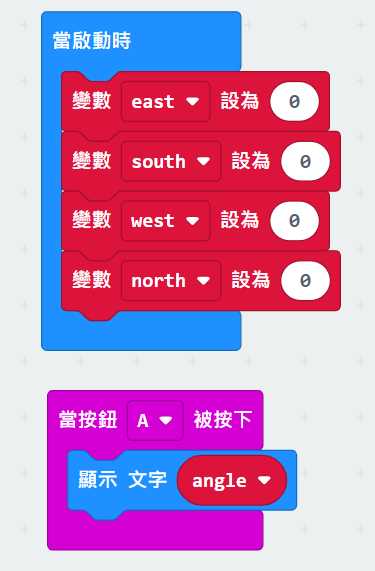 當啟動時
變數 east 設為 0
變數 south 設為 0
變數 west 設為 0
變數 north 設為 0
當按鈕 A 被按下
顯示 文字 angle